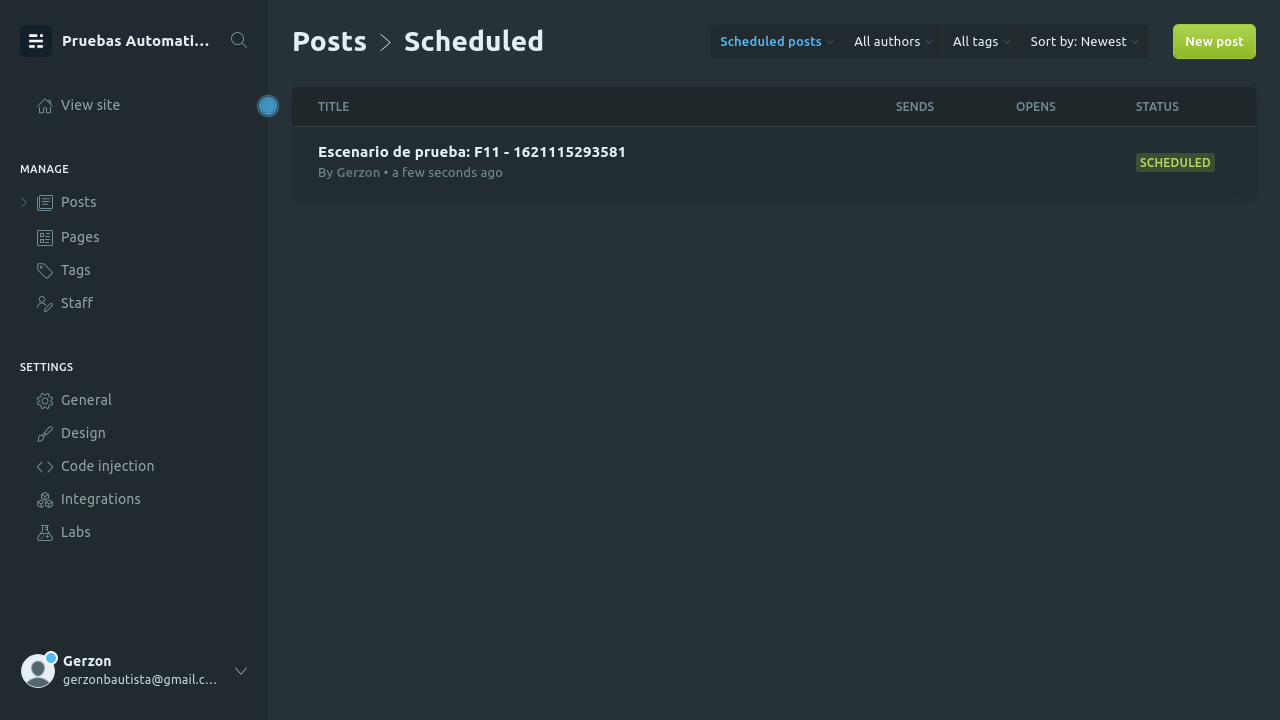 Pruebas Automati...
View site
MANAGE
Posts
Pages
Tags
Staff
SETTINGS
General
Design
Code injection
Integrations
Labs
Gerzon
gerzonbautista@gmail.c...
Posts > Scheduled
Scheduled posts
All authors
All tags
Sort by: Newest
New post
TITLE SENDS OPENS STATUS
Escenario de prueba: F11 - 1621115293581
By Gerzon • a few seconds ago
SCHEDULED